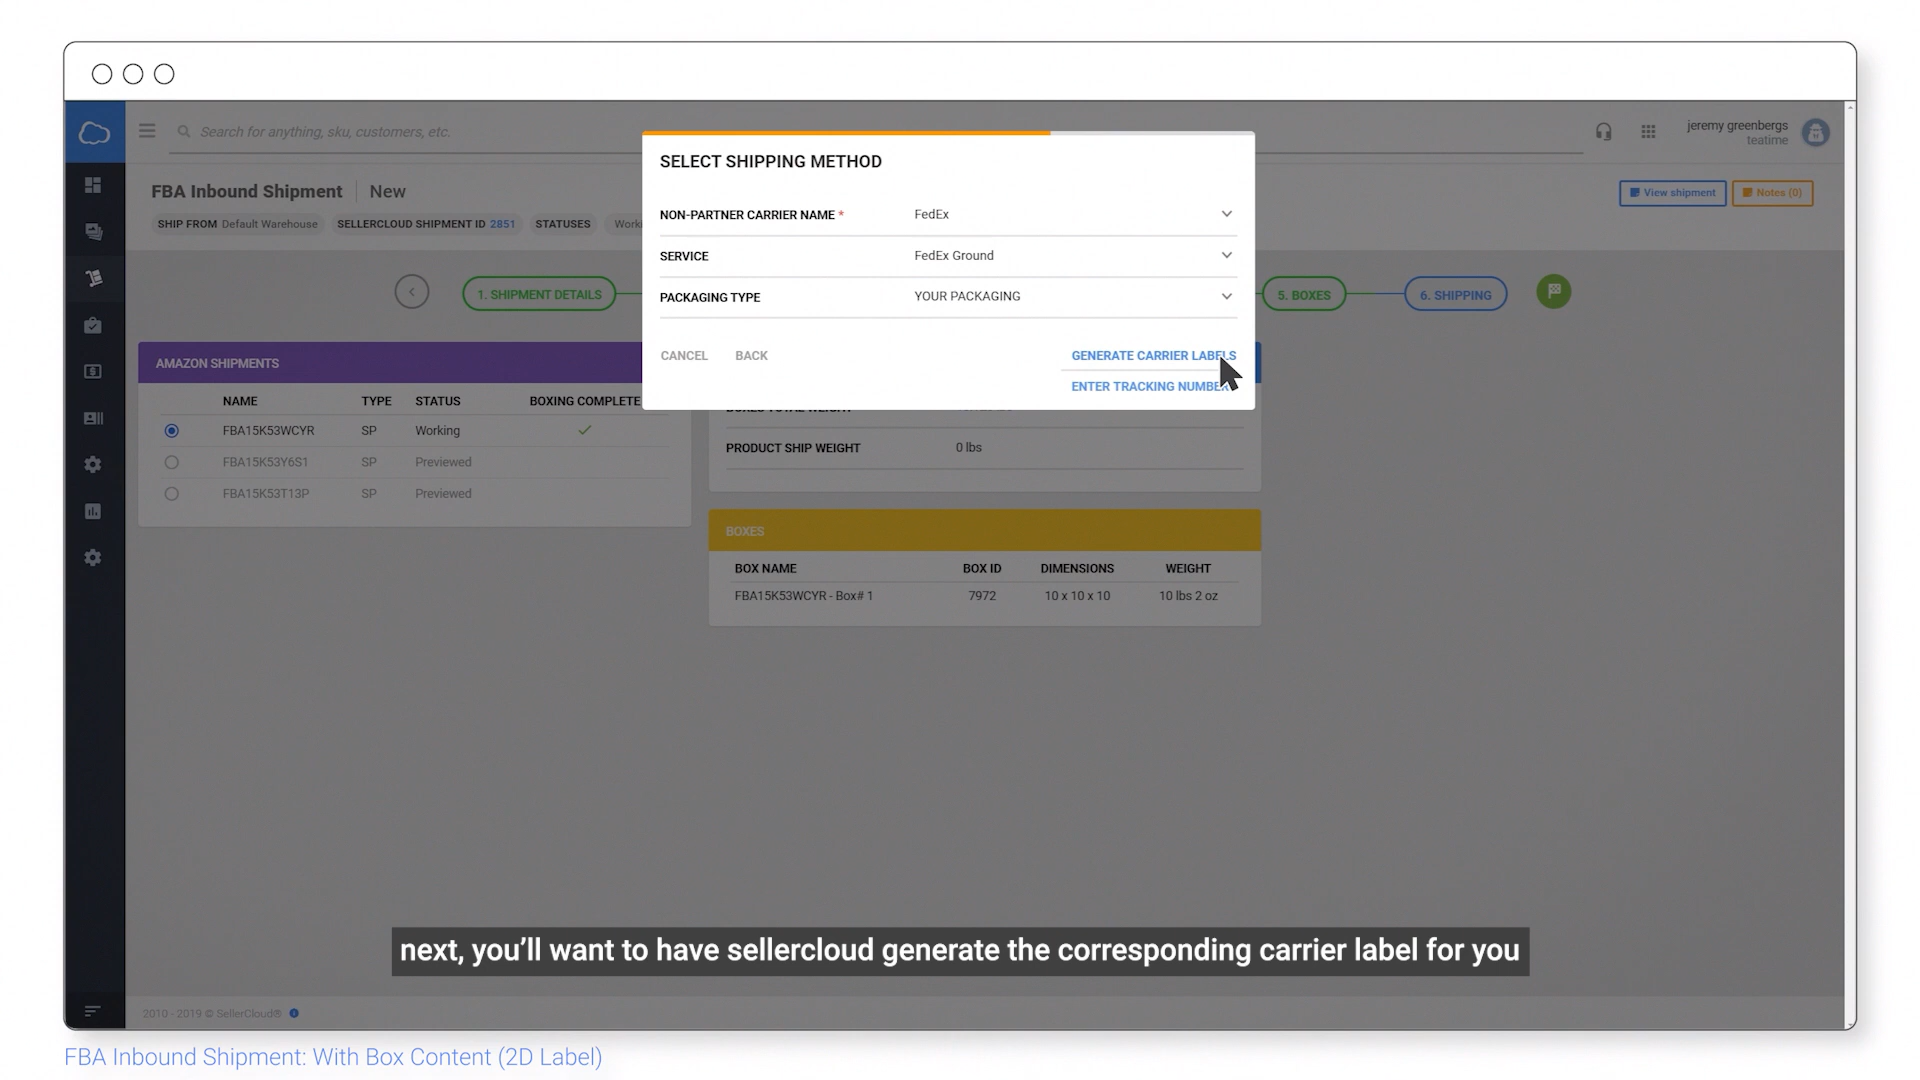 Search for anything, sku, customers, etc.
jeremy greenbergs
teatime
FBA Inbound Shipment New
View shipment
Notes (0)
SHIP FROM Default Warehouse SELLERCLOUD SHIPMENT ID 2851 STATUSES
1. SHIPMENT DETAILS
5. BOXES
6. SHIPPING
SELECT SHIPPING METHOD
NON-PARTNER CARRIER NAME * FedEx
SERVICE FedEx Ground
PACKAGING TYPE YOUR PACKAGING
CANCEL BACK GENERATE CARRIER LABELS
ENTER TRACKING NUMBER
AMAZON SHIPMENTS
NAME TYPE STATUS BOXING COMPLETE
FBA15K53WCYR SP Working
FBA15K53Y6S1 SP Previewed
FBA15K53T13P SP Previewed
BOXES TOTAL WEIGHT
PRODUCT SHIP WEIGHT 0 lbs
BOXES
BOX NAME BOX ID DIMENSIONS WEIGHT
FBA15K53WCYR - Box# 1 7972 10 x 10 x 10 10 lbs 2 oz
next, you’ll want to have sellercloud generate the corresponding carrier label for you
2010 - 2019 © SellerCloud®
FBA Inbound Shipment: With Box Content (2D Label)